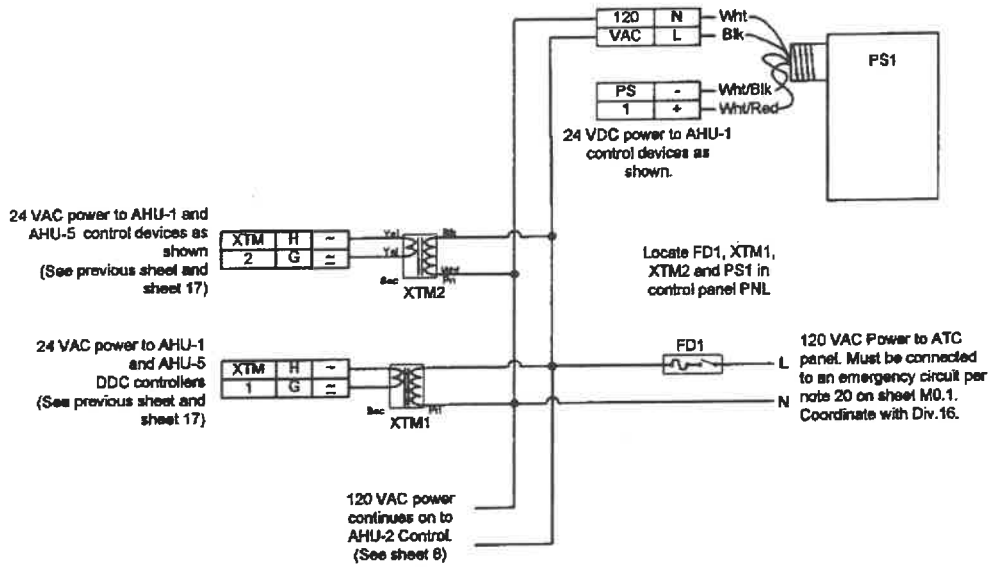 120 N Wht
VAC L Blk
PS1
PS - Wht/Blk
1 + Wht/Red
24 VDC power to AHU-1
control devices as
shown.
24 VAC power to AHU-1 and
AHU-5 control devices as
shown
(See previous sheet and
sheet 17)
XTM H ~
2 G ≃
Yel
Yel
Blk
Wht
Sec
Pri
XTM2
Locate FD1, XTM1,
XTM2 and PS1 in
control panel PNL
24 VAC power to AHU-1
and AHU-5
DDC controllers
(See previous sheet and
sheet 17)
XTM H ~
1 G ≃
Sec
Pri
XTM1
FD1
L
N
120 VAC Power to ATC
panel. Must be connected
to an emergency circuit per
note 20 on sheet M0.1.
Coordinate with Div.16.
120 VAC power
continues on to
AHU-2 Control.